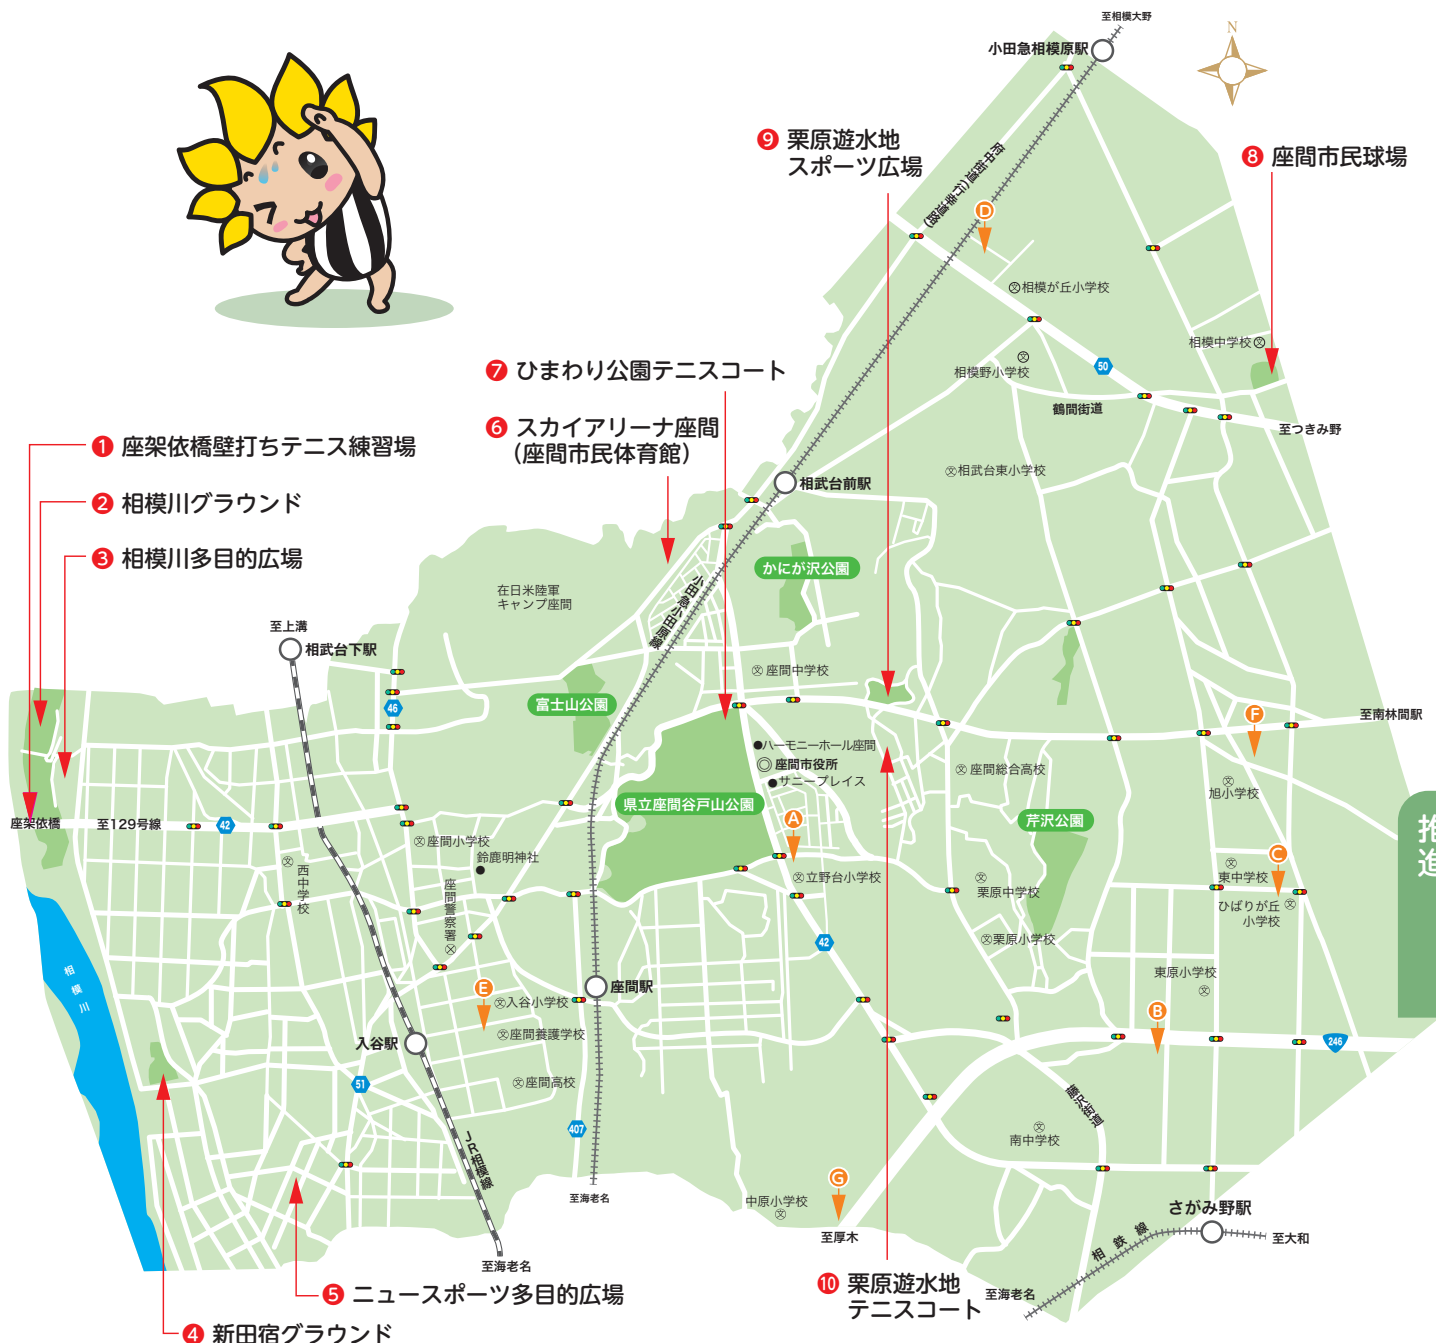 至相模大野
小田急相模原駅
N
❾ 栗原遊水地
スポーツ広場
❽ 座間市民球場
府中街道(行幸道路)
D
相模が丘小学校
相模中学校
相模野小学校
50
鶴間街道
至つきみ野
❼ ひまわり公園テニスコート
❻ スカイアリーナ座間
(座間市民体育館)
❶ 座架依橋壁打ちテニス練習場
❷ 相模川グラウンド
❸ 相模川多目的広場
相武台前駅
相武台東小学校
かにが沢公園
在日米陸軍
キャンプ座間
小田急小田原線
至上溝
相武台下駅
座間中学校
富士山公園
46
F
至南林間駅
ハーモニーホール座間
座間市役所
サニープレイス
座間総合高校
旭小学校
県立座間谷戸山公園
A
芹沢公園
推進
座架依橋
至129号線
42
座間小学校
鈴鹿明神社
西中学校
座間警察署
立野台小学校
栗原中学校
東中学校
C
ひばりが丘
小学校
栗原小学校
42
東原小学校
相模川
E
入谷小学校
座間駅
B
座間養護学校
入谷駅
246
51
座間高校
407
藤沢街道
南中学校
JR相模線
G
中原小学校
至海老名
さがみ野駅
至厚木
相鉄線
至大和
至海老名
❺ ニュースポーツ多目的広場
❿ 栗原遊水地
テニスコート
至海老名
❹ 新田宿グラウンド